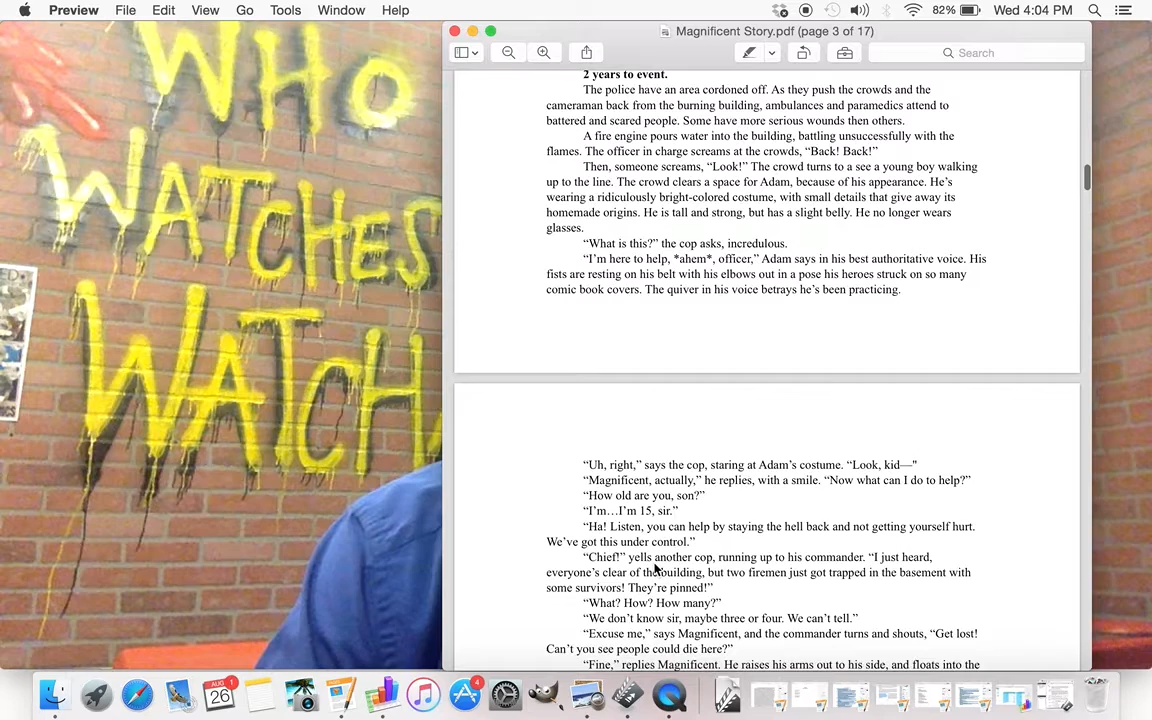 Preview File Edit View Go Tools Window Help
82% Wed 4:04 PM
Magnificent Story.pdf (page 3 of 17)
Search
WHO
WATCHES
WATCH
2 years to event.
The police have an area cordoned off. As they push the crowds and the
cameraman back from the burning building, ambulances and paramedics attend to
battered and scared people. Some have more serious wounds then others.
A fire engine pours water into the building, battling unsuccessfully with the
flames. The officer in charge screams at the crowds, “Back! Back!”
Then, someone screams, “Look!” The crowd turns to a see a young boy walking
up to the line. The crowd clears a space for Adam, because of his appearance. He’s
wearing a ridiculously bright-colored costume, with small details that give away its
homemade origins. He is tall and strong, but has a slight belly. He no longer wears
glasses.
“What is this?” the cop asks, incredulous.
“I’m here to help, *ahem*, officer,” Adam says in his best authoritative voice. His
fists are resting on his belt with his elbows out in a pose his heroes struck on so many
comic book covers. The quiver in his voice betrays he’s been practicing.
“Uh, right,” says the cop, staring at Adam’s costume. “Look, kid—"
“Magnificent, actually,” he replies, with a smile. “Now what can I do to help?”
“How old are you, son?”
“I’m…I’m 15, sir.”
“Ha! Listen, you can help by staying the hell back and not getting yourself hurt.
We’ve got this under control.”
“Chief!” yells another cop, running up to his commander. “I just heard,
everyone’s clear of the building, but two firemen just got trapped in the basement with
some survivors! They’re pinned!”
“What? How? How many?”
“We don’t know sir, maybe three or four. We can’t tell.”
“Excuse me,” says Magnificent, and the commander turns and shouts, “Get lost!
Can’t you see people could die here?”
“Fine,” replies Magnificent. He raises his arms out to his side, and floats into the
AUG
26
1
4